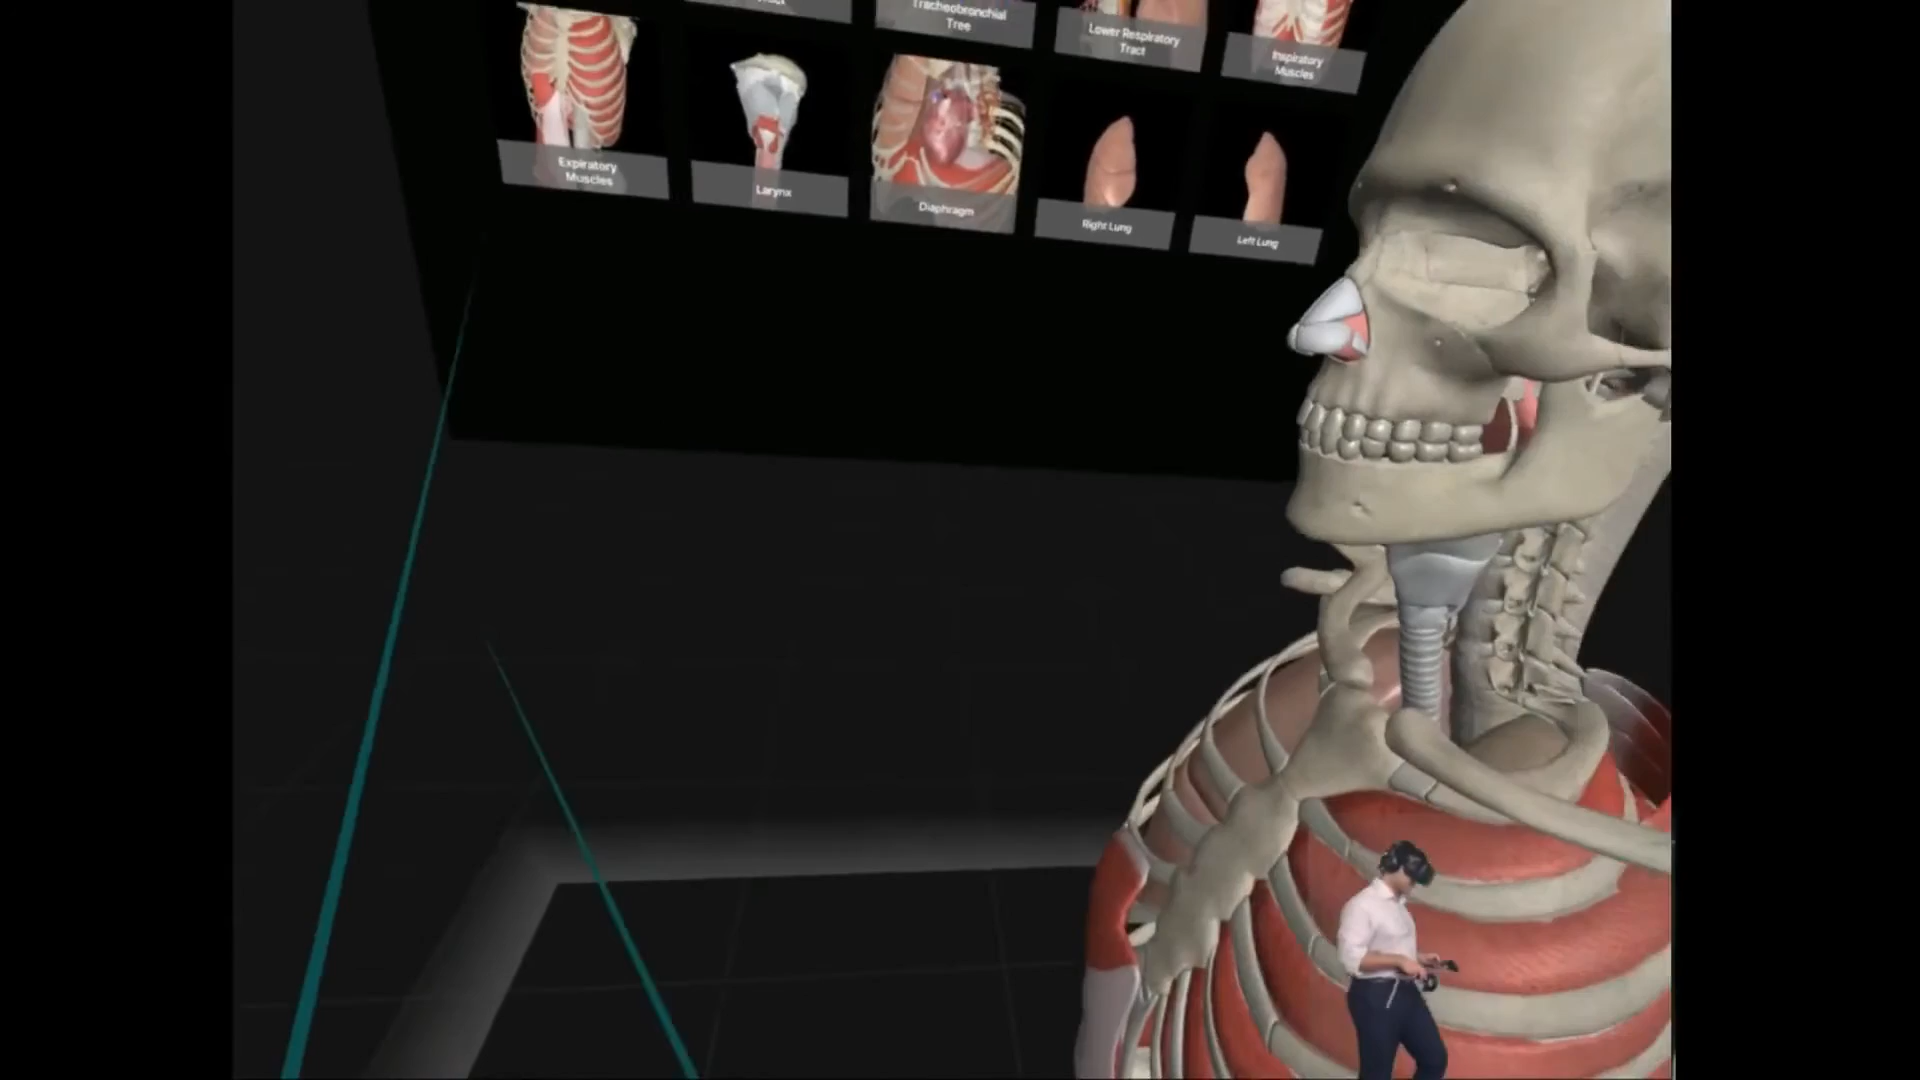 Tracheobronchial
Tree
Lower Respiratory
Tract
Inspiratory
Muscles
Expiratory
Muscles
Larynx
Diaphragm
Right Lung
Left Lung